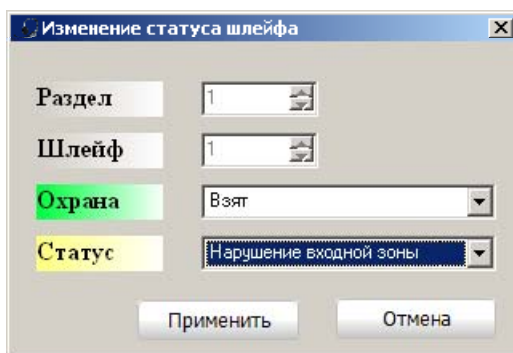 Изменение статуса шлейфа
Раздел 1
Шлейф 1
Охрана Взят
Статус Нарушение входной зоны
Применить Отмена